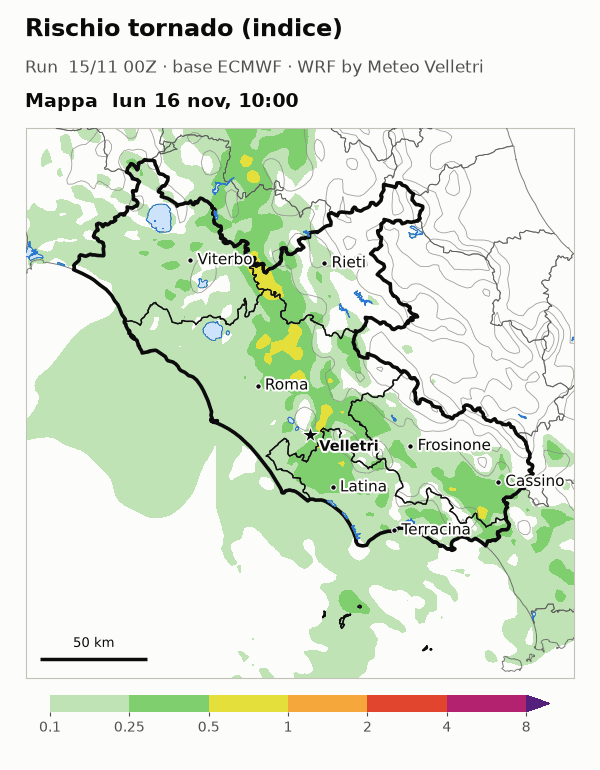 Rischio tornado (indice)
Run  15/11 00Z · base ECMWF · WRF by Meteo Velletri
Mappa  lun 16 nov, 10:00
Viterbo
Rieti
Roma
Velletri
Frosinone
Cassino
Latina
Terracina
50 km
0.1
0.25
0.5
1
2
4
8